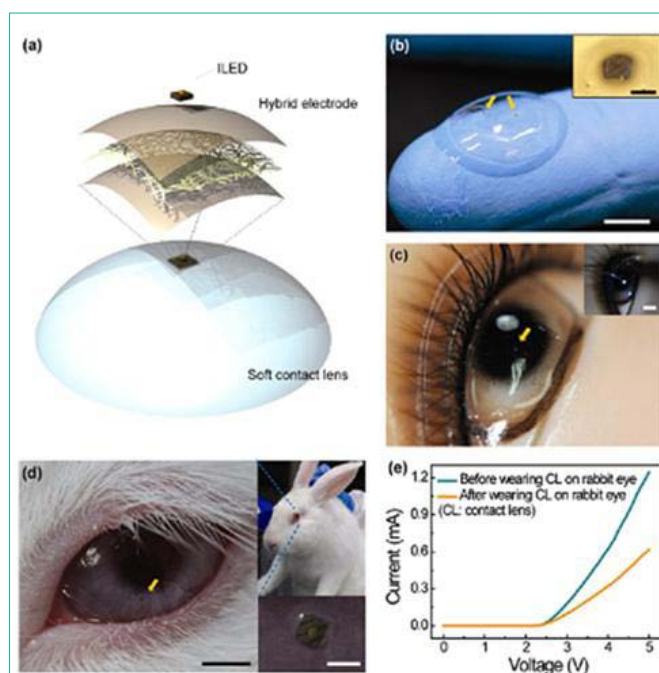 (a)
ILED
Hybrid electrode
Soft contact lens
(b)
(c)
(d)
(e)
1.2
0.9
0.6
0.3
0.0
Current (mA)
Before wearing CL on rabbit eye
After wearing CL on rabbit eye
(CL: contact lens)
0 1 2 3 4 5
Voltage (V)